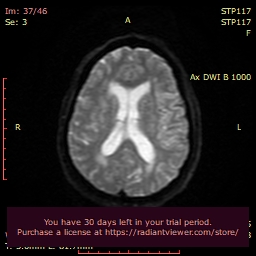 Im: 37/46
Se: 3
STP117
STP117
F
A
Ax DWI B 1000
R
L
You have 30 days left in your trial period.
Purchase a license at https://radiantviewer.com/store/